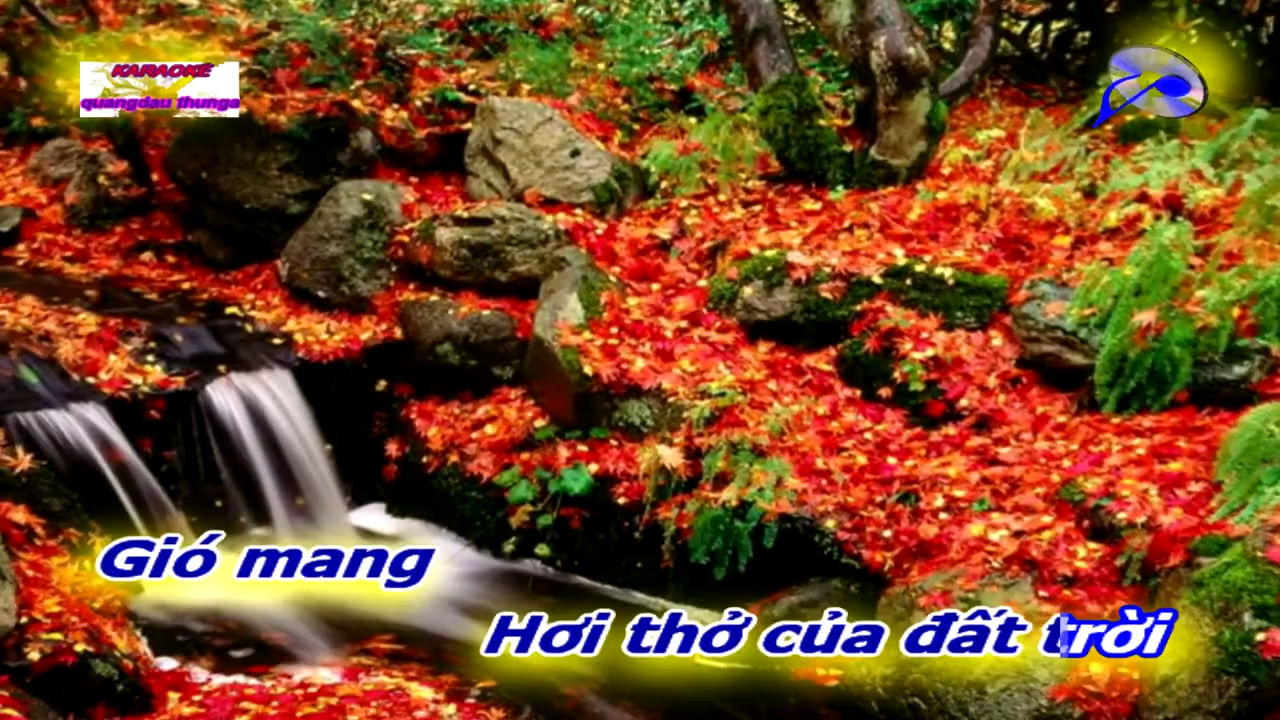 KARAOKE
quangdau thunga
Gió mang
Hơi thở của đất trời